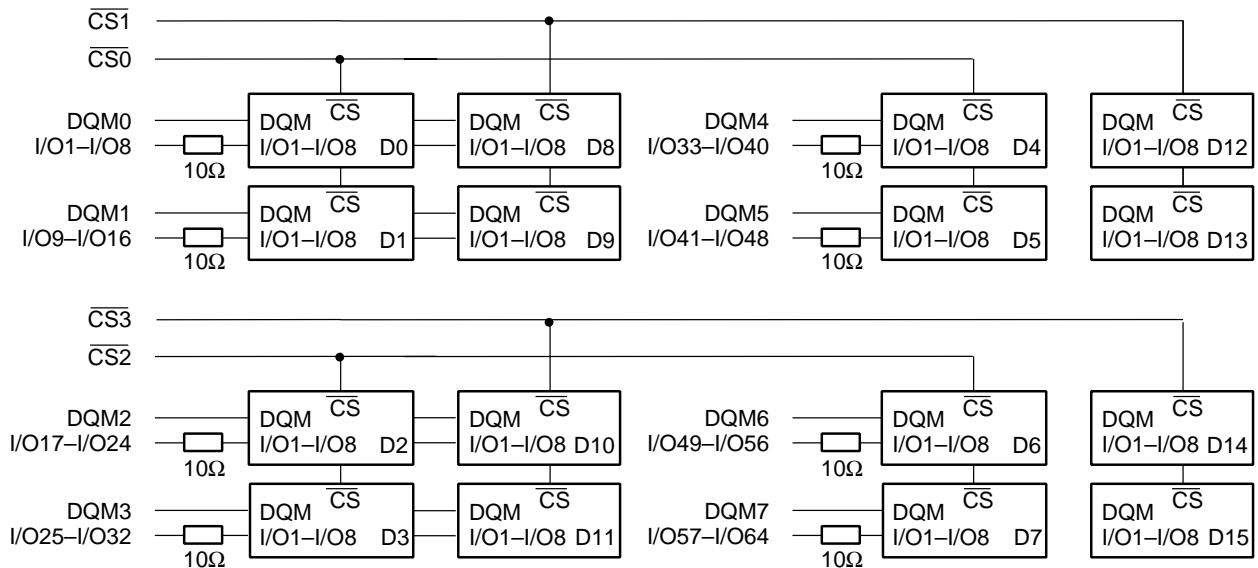 CS1
CS0
DQM0
I/O1–I/O8
10Ω
DQM CS
I/O1–I/O8 D0
DQM CS
I/O1–I/O8 D8
DQM4
I/O33–I/O40
10Ω
DQM CS
I/O1–I/O8 D4
DQM CS
I/O1–I/O8 D12
DQM1
I/O9–I/O16
10Ω
DQM CS
I/O1–I/O8 D1
DQM CS
I/O1–I/O8 D9
DQM5
I/O41–I/O48
10Ω
DQM CS
I/O1–I/O8 D5
DQM CS
I/O1–I/O8 D13
CS3
CS2
DQM2
I/O17–I/O24
10Ω
DQM CS
I/O1–I/O8 D2
DQM CS
I/O1–I/O8 D10
DQM6
I/O49–I/O56
10Ω
DQM CS
I/O1–I/O8 D6
DQM CS
I/O1–I/O8 D14
DQM3
I/O25–I/O32
10Ω
DQM CS
I/O1–I/O8 D3
DQM CS
I/O1–I/O8 D11
DQM7
I/O57–I/O64
10Ω
DQM CS
I/O1–I/O8 D7
DQM CS
I/O1–I/O8 D15